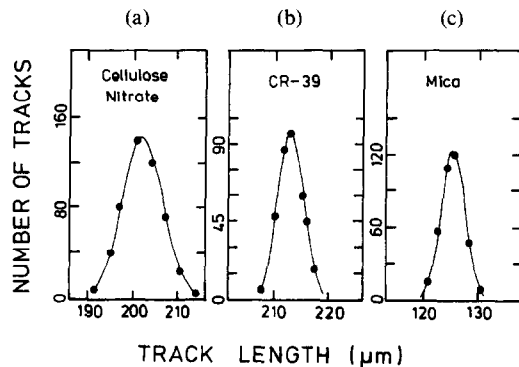 (a) (b) (c)
Cellulose
Nitrate
CR-39
Mica
NUMBER OF TRACKS
160
80
0
90
45
0
120
60
0
190 200 210
210 220
120 130
TRACK LENGTH (μm)